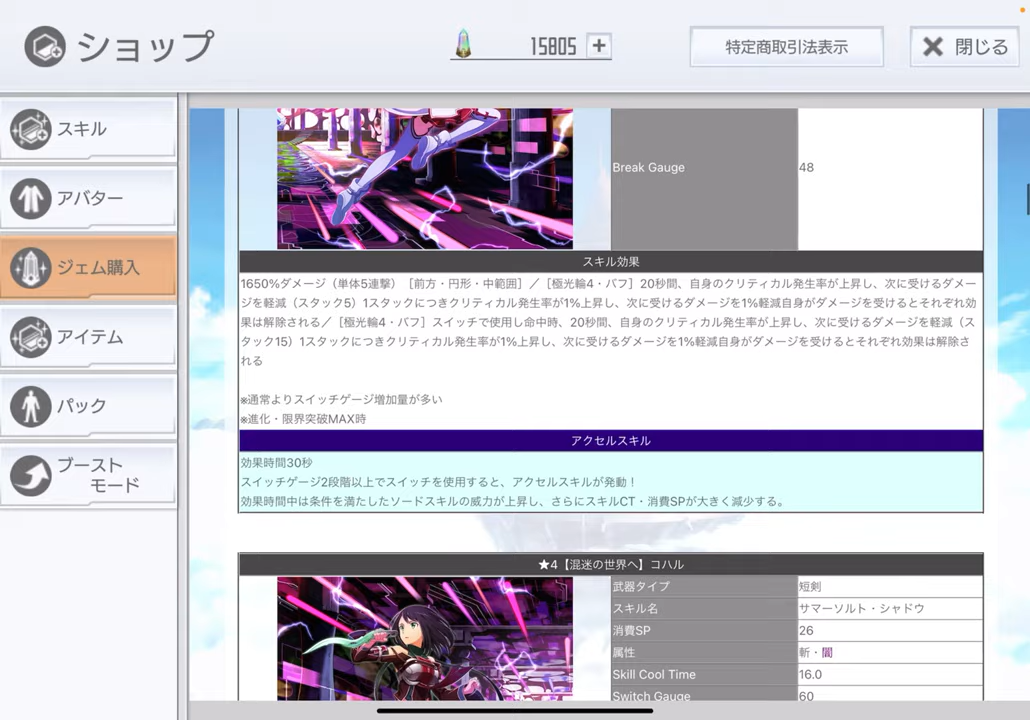 ショップ
15805
特定商取引法表示
閉じる
スキル
アバター
ジェム購入
アイテム
パック
ブースト
モード
Break Gauge
48
スキル効果
1650%ダメージ（単体5連撃）［前方・円形・中範囲］／［極光輪4・バフ］20秒間、自身のクリティカル発生率が上昇し、次に受けるダメー
ジを軽減（スタック5）1スタックにつきクリティカル発生率が1%上昇し、次に受けるダメージを1%軽減自身がダメージを受けるとそれぞれ効
果は解除される／［極光輪4・バフ］スイッチで使用し命中時、20秒間、自身のクリティカル発生率が上昇し、次に受けるダメージを軽減（ス
タック15）1スタックにつきクリティカル発生率が1%上昇し、次に受けるダメージを1%軽減自身がダメージを受けるとそれぞれ効果は解除さ
れる
※通常よりスイッチゲージ増加量が多い
※進化・限界突破MAX時
アクセルスキル
効果時間30秒
スイッチゲージ2段階以上でスイッチを使用すると、アクセルスキルが発動！
効果時間中は条件を満たしたソードスキルの威力が上昇し、さらにスキルCT・消費SPが大きく減少する。
★4【混迷の世界へ】コハル
武器タイプ
短剣
スキル名
サマーソルト・シャドウ
消費SP
26
属性
斬・闇
Skill Cool Time
16.0
Switch Gauge
60